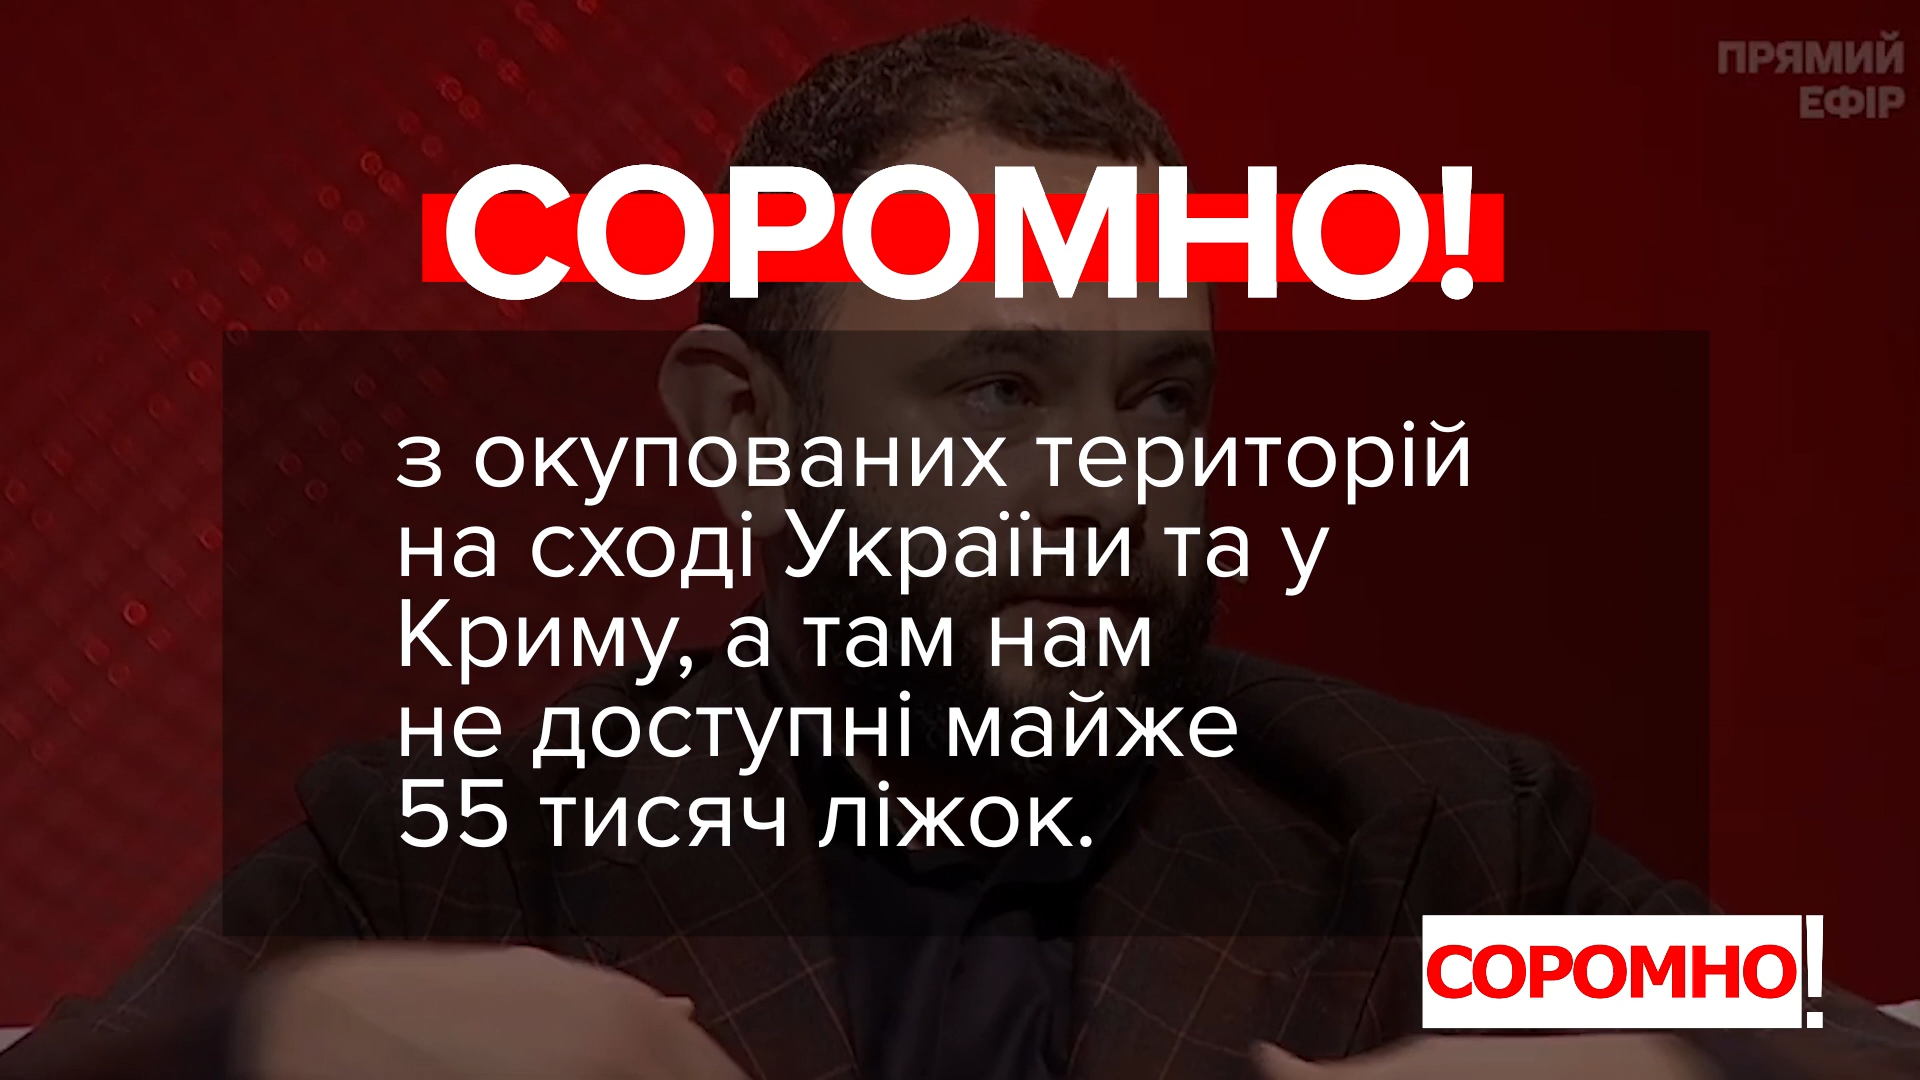 ПРЯМИЙ
ЕФІР
СОРОМНО!
з окупованих територій
на сході України та у
Криму, а там нам
не доступні майже
55 тисяч ліжок.
СОРОМНО!